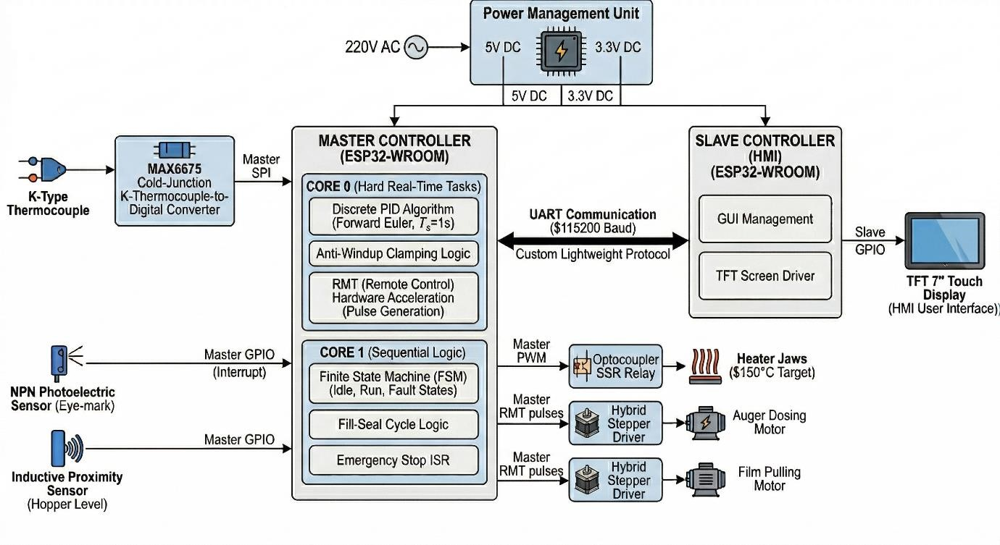 Power Management Unit
220V AC
5V DC
3.3V DC
5V DC
3.3V DC
K-Type
Thermocouple
MAX6675
Cold-Junction
K-Thermocouple-to-
Digital Converter
Master
SPI
MASTER CONTROLLER
(ESP32-WROOM)
CORE 0 (Hard Real-Time Tasks)
Discrete PID Algorithm
(Forward Euler, Ts=1s)
Anti-Windup Clamping Logic
RMT (Remote Control)
Hardware Acceleration
(Pulse Generation)
CORE 1 (Sequential Logic)
Finite State Machine (FSM)
(Idle, Run, Fault States)
Fill-Seal Cycle Logic
Emergency Stop ISR
UART Communication
($115200 Baud)
Custom Lightweight Protocol
SLAVE CONTROLLER
(HMI)
(ESP32-WROOM)
GUI Management
TFT Screen Driver
Slave
GPIO
TFT 7" Touch
Display
(HMI User Interface))
NPN Photoelectric
Sensor (Eye-mark)
Master GPIO
(Interrupt)
Inductive Proximity
Sensor
(Hopper Level)
Master GPIO
Master
PWM
Optocoupler
SSR Relay
Heater Jaws
($150°C Target)
Master
RMT pulses
Hybrid
Stepper
Driver
Auger Dosing
Motor
Master
RMT pulses
Hybrid
Stepper
Driver
Film Pulling
Motor